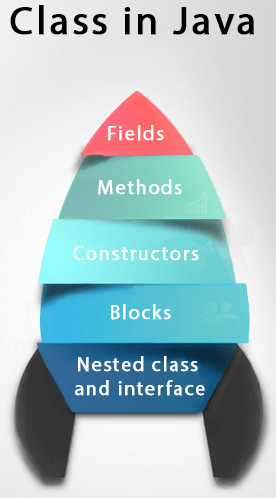 Class in Java
Fields
Methods
Constructors
Blocks
Nested class
and interface